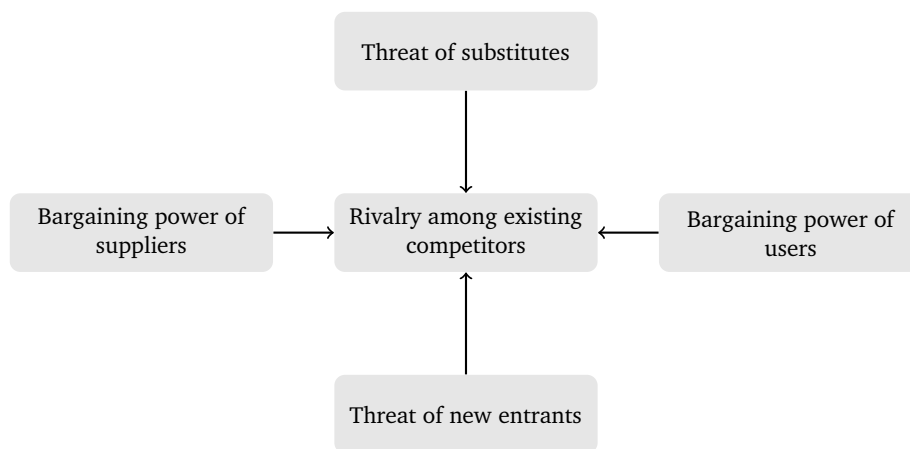 Threat of substitutes
Bargaining power of
suppliers
Rivalry among existing
competitors
Bargaining power of
users
Threat of new entrants